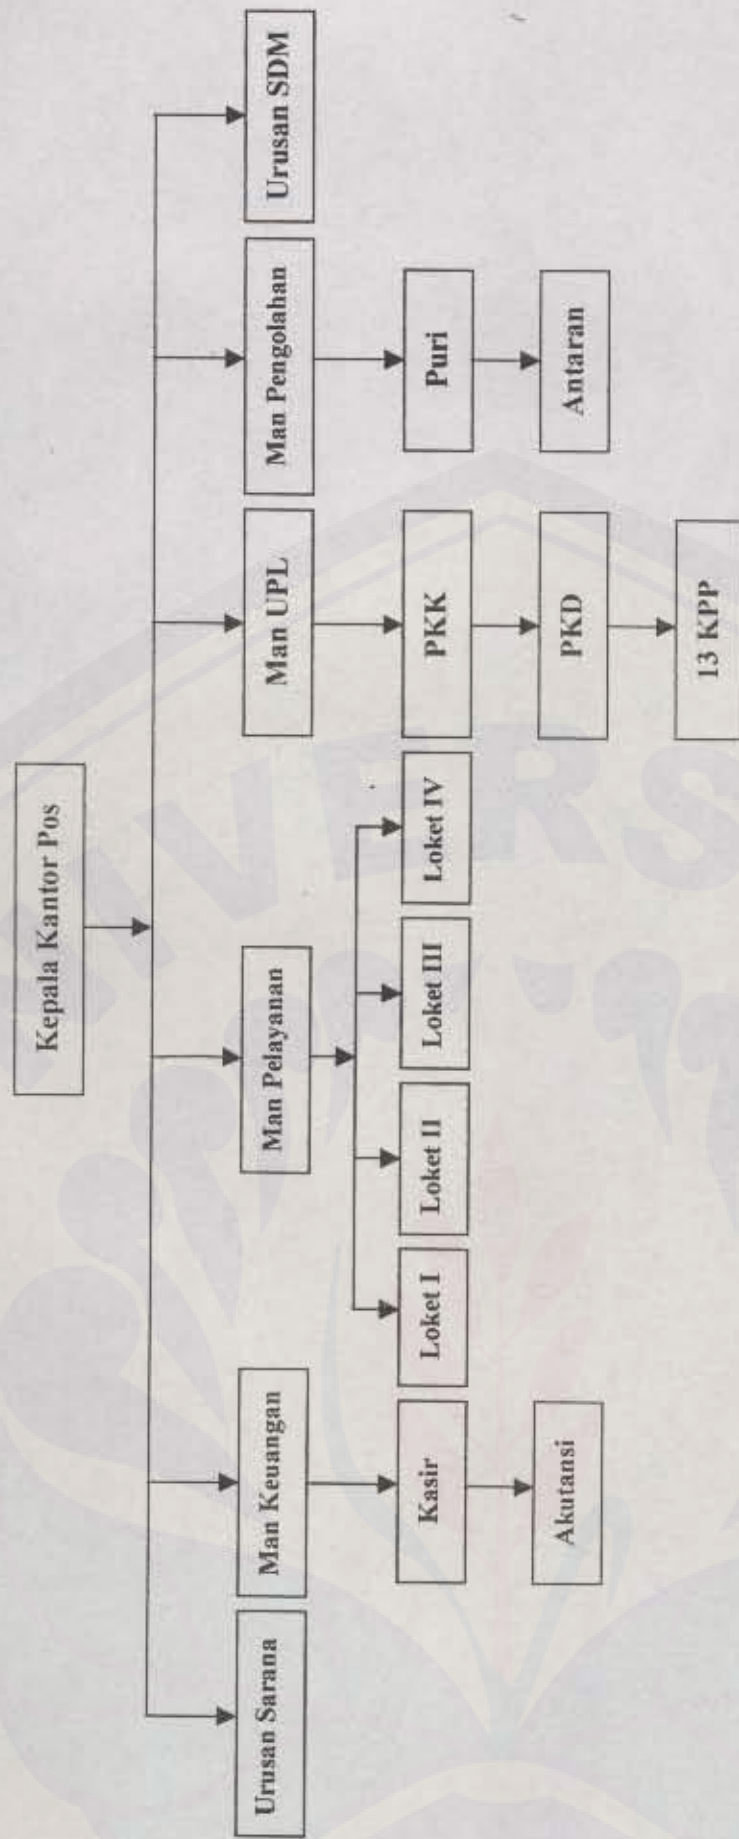 Kepala Kantor Pos
Urusan Sarana
Man Keuangan
Man Pelayanan
Man UPL
Man Pengolahan
Urusan SDM
Kasir
Loket I
Loket II
Loket III
Loket IV
PKK
Puri
Akutansi
PKD
Antaran
13 KPP
UNIVERS